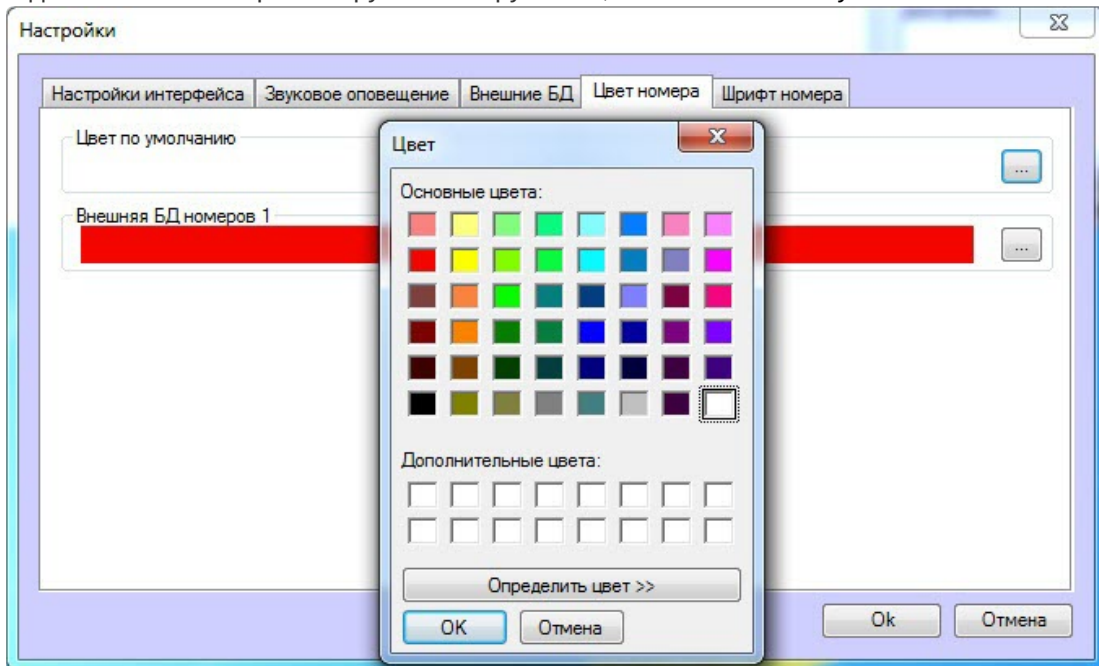 Настройки
Настройки интерфейса Звуковое оповещение Внешние БД Цвет номера Шрифт номера
Цвет по умолчанию
...
Внешняя БД номеров 1
...
Цвет
Основные цвета:
Дополнительные цвета:
Определить цвет >>
OK Отмена
Ok Отмена